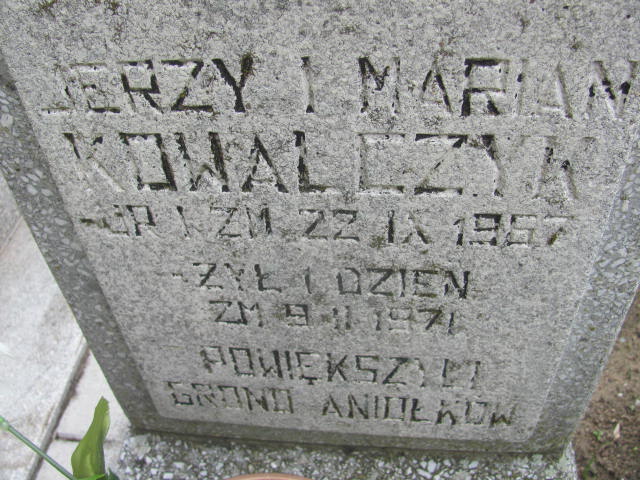 JERZY I MARIAN
KOWALCZYK
UR I ZM 22 IX 1967
ŻYŁ 1 DZIEŃ
ZM 9 II 1971
POWIĘKSZYLI
GRONO ANIOŁKÓW